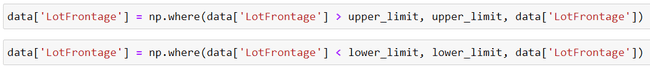 data['LotFrontage'] = np.where(data['LotFrontage'] > upper_limit, upper_limit, data['LotFrontage'])
data['LotFrontage'] = np.where(data['LotFrontage'] < lower_limit, lower_limit, data['LotFrontage'])